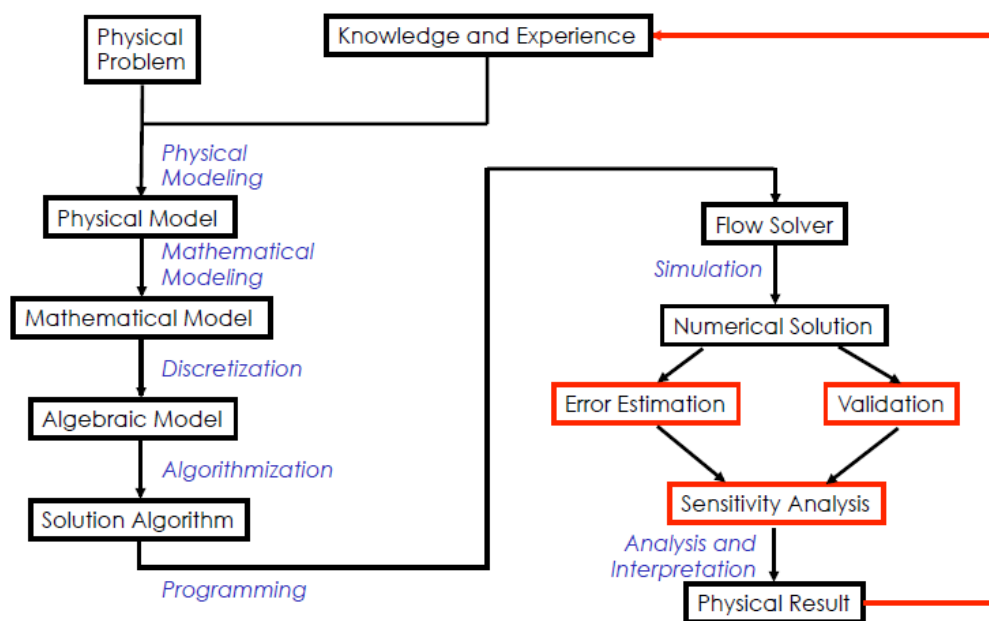 Physical
Problem
Knowledge and Experience
Physical
Modeling
Physical Model
Mathematical
Modeling
Mathematical Model
Discretization
Algebraic Model
Algorithmization
Solution Algorithm
Programming
Flow Solver
Simulation
Numerical Solution
Error Estimation
Validation
Sensitivity Analysis
Analysis and
Interpretation
Physical Result